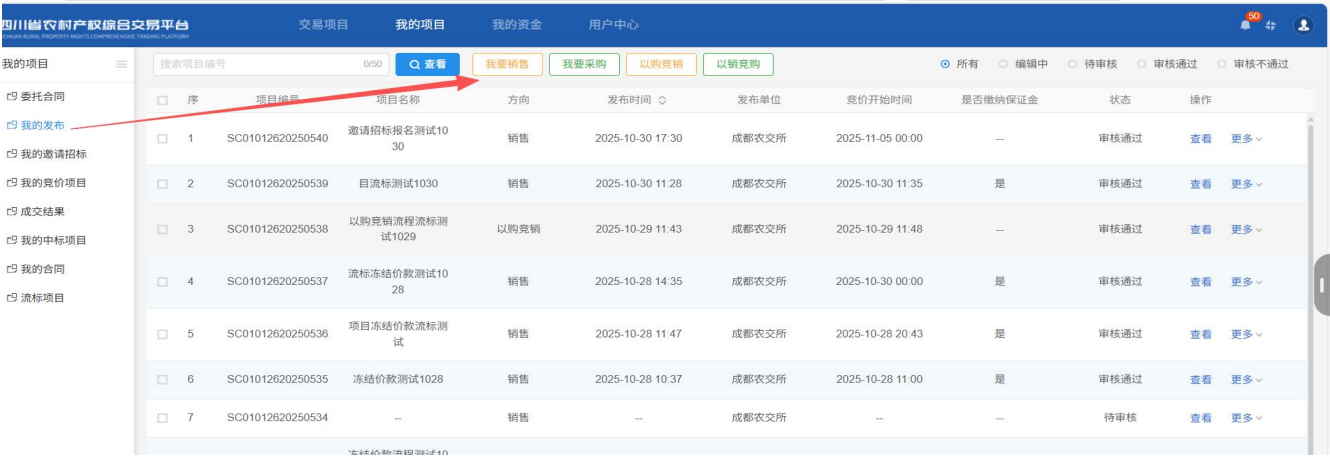 四川省农村产权综合交易平台
SICHUAN RURAL PROPERTY RIGHTS COMPREHENSIVE TRADING PLATFORM
交易项目 我的项目 我的资金 用户中心 50
我的项目
搜索项目编号 0/50 查看 我要销售 我要采购 以购竞销 以销竞购 所有 编辑中 待审核 审核通过 审核不通过
委托合同
我的发布
我的邀请招标
我的竞价项目
成交结果
我的中标项目
我的合同
流标项目
序 项目编号 项目名称 方向 发布时间 发布单位 竞价开始时间 是否缴纳保证金 状态 操作
1 SC01012620250540 邀请招标报名测试10
30 销售 2025-10-30 17:30 成都农交所 2025-11-05 00:00 -- 审核通过 查看 更多
2 SC01012620250539 目流标测试1030 销售 2025-10-30 11:28 成都农交所 2025-10-30 11:35 是 审核通过 查看 更多
3 SC01012620250538 以购竞销流程流标测
试1029 以购竞销 2025-10-29 11:43 成都农交所 2025-10-29 11:48 -- 审核通过 查看 更多
4 SC01012620250537 流标冻结价款测试10
28 销售 2025-10-28 14:35 成都农交所 2025-10-30 00:00 是 审核通过 查看 更多
5 SC01012620250536 项目冻结价款流标测
试 销售 2025-10-28 11:47 成都农交所 2025-10-28 20:43 是 审核通过 查看 更多
6 SC01012620250535 冻结价款测试1028 销售 2025-10-28 10:37 成都农交所 2025-10-28 11:00 是 审核通过 查看 更多
7 SC01012620250534 -- 销售 -- 成都农交所 -- -- 待审核 查看 更多
冻结价款流程测试10